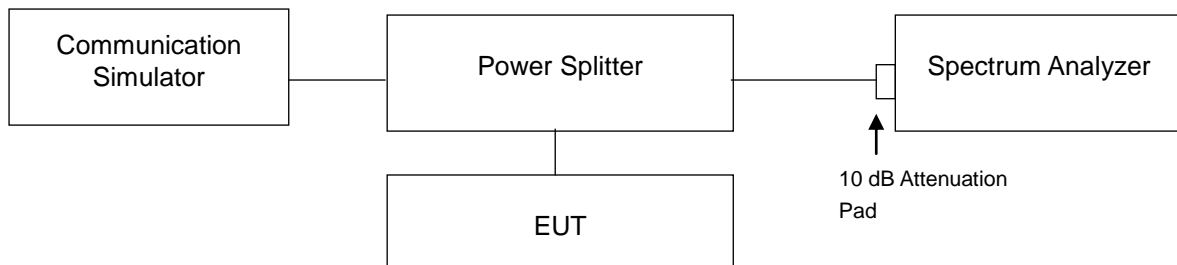 Communication
Simulator
Power Splitter
Spectrum Analyzer
10 dB Attenuation
Pad
EUT